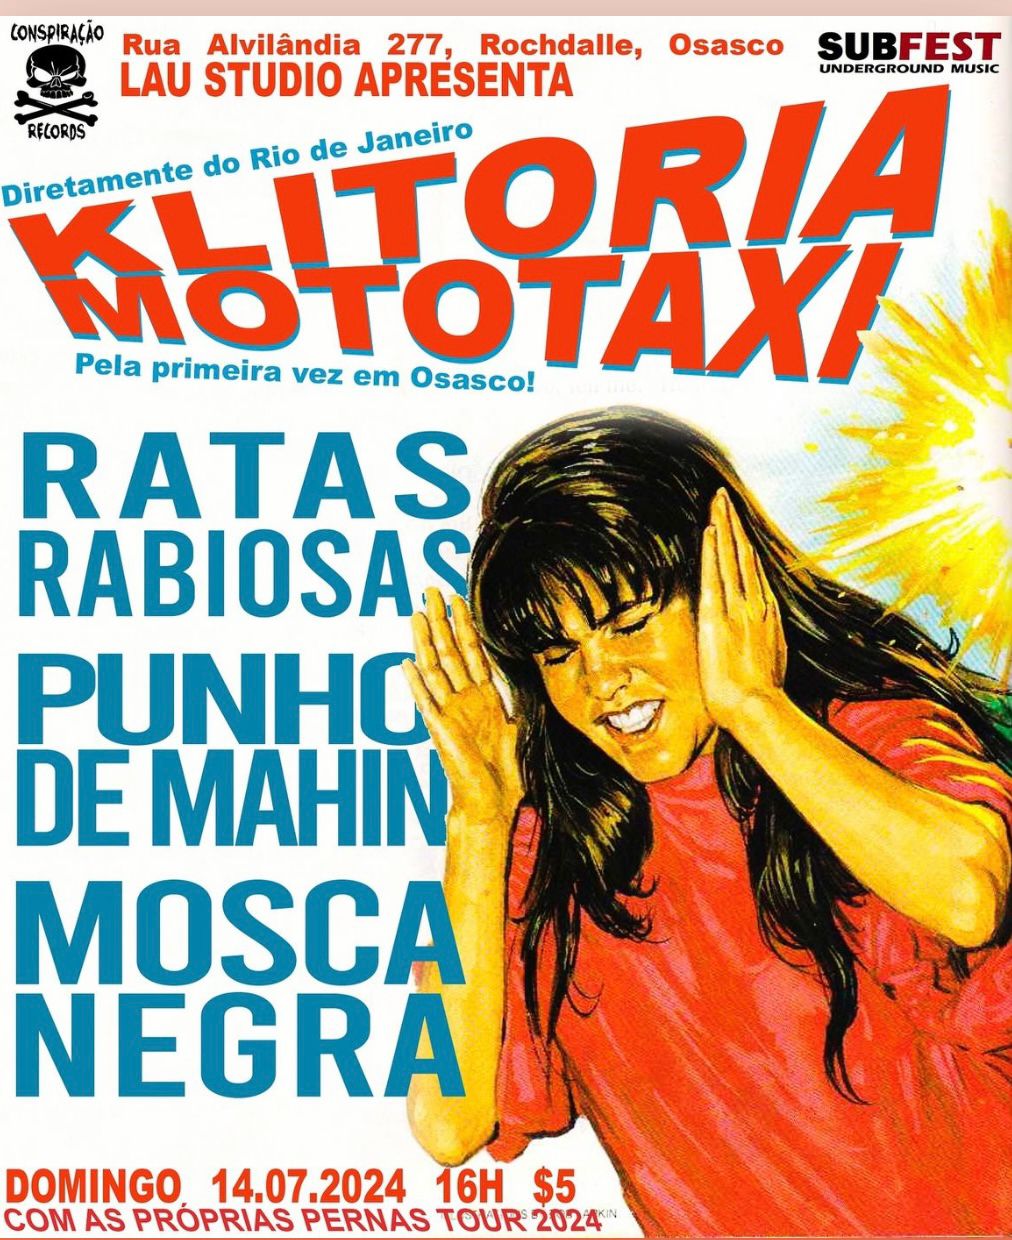 CONSPIRAÇÃO
RECORDS
Rua Alvilândia 277, Rochdalle, Osasco
LAU STUDIO APRESENTA
SUBFEST
UNDERGROUND MUSIC
Diretamente do Rio de Janeiro
KLITORIA
MOTOTAXI
Pela primeira vez em Osasco!
RATAS
RABIOSAS
PUNHO
DE MAHIN
MOSCA
NEGRA
DOMINGO 14.07.2024 16H $5
COM AS PRÓPRIAS PERNAS TOUR 2024